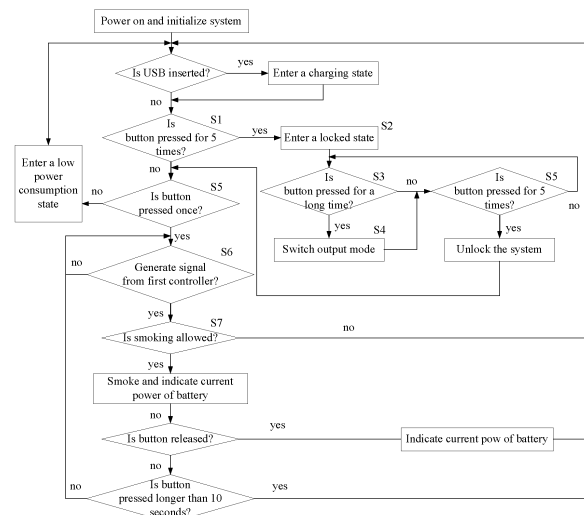 Power on and initialize system
Is USB inserted?
yes
Enter a charging state
no
S1
Is
button pressed for 5
times?
yes
Enter a locked state
S2
no
Enter a low
power
consumption
state
no
S5
Is button
pressed once?
yes
S3
Is
button pressed for a
long time?
no
yes
S4
Switch output mode
S5
Is
button pressed for 5
times?
no
yes
Unlock the system
S6
Generate signal
from first controller?
no
yes
S7
Is smoking allowed?
no
yes
Smoke and indicate current
power of battery
no
Is button released?
yes
Indicate current pow of battery
no
Is button
pressed longer than 10
seconds?
no
yes